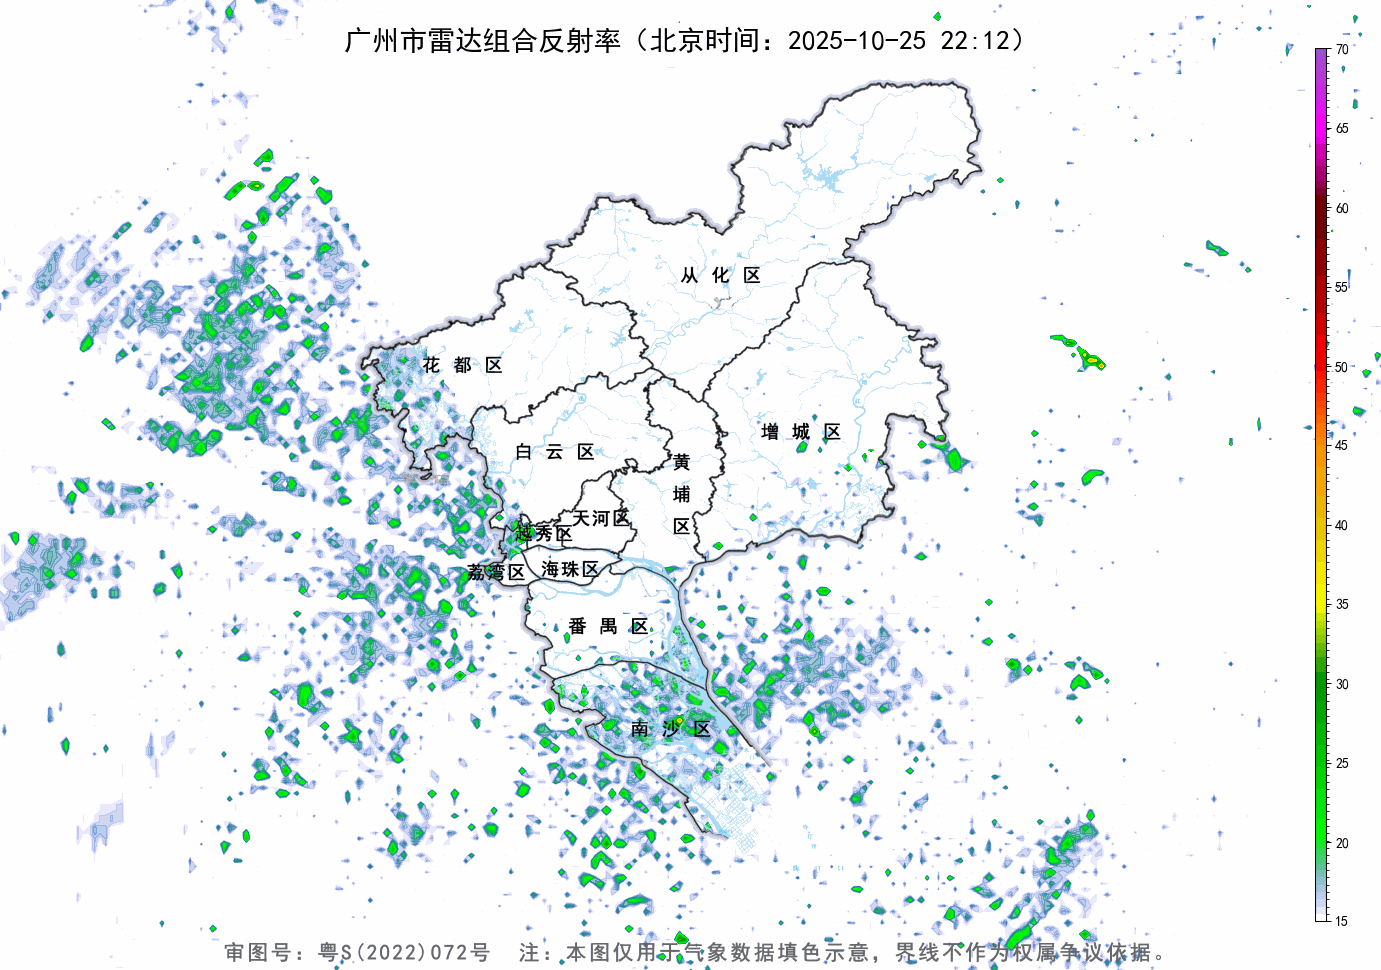 广州市雷达组合反射率（北京时间：2025-10-25 22:12）
70
65
60
55
50
45
40
35
30
25
20
15
从化区
花都区
增城区
白云区
黄埔区
天河区
越秀区
荔湾区
海珠区
番禺区
南沙区
审图号：粤S(2022)072号 注：本图仅用于气象数据填色示意，界线不作为权属争议依据。